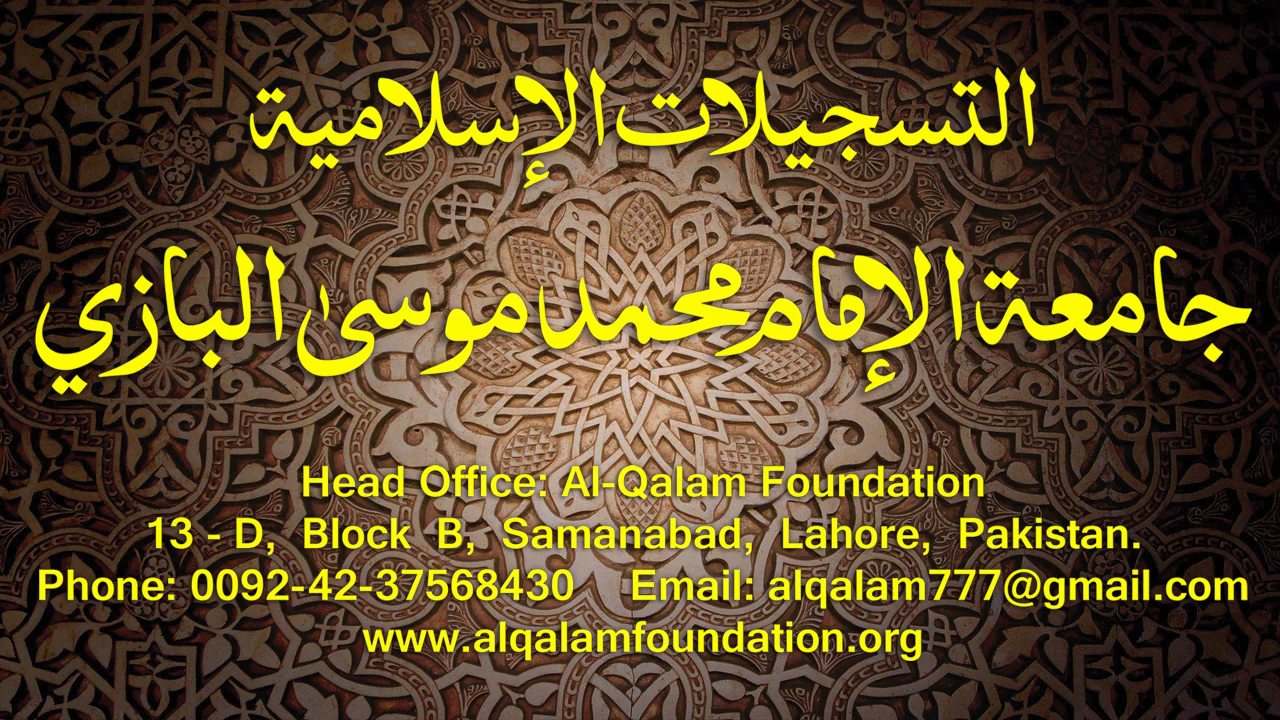 التسجيلات الإسلامية
جامعة الإمام محمد موسى البازي
Head Office: Al-Qalam Foundation
13 - D, Block B, Samanabad, Lahore, Pakistan.
Phone: 0092-42-37568430 Email: alqalam777@gmail.com
www.alqalamfoundation.org